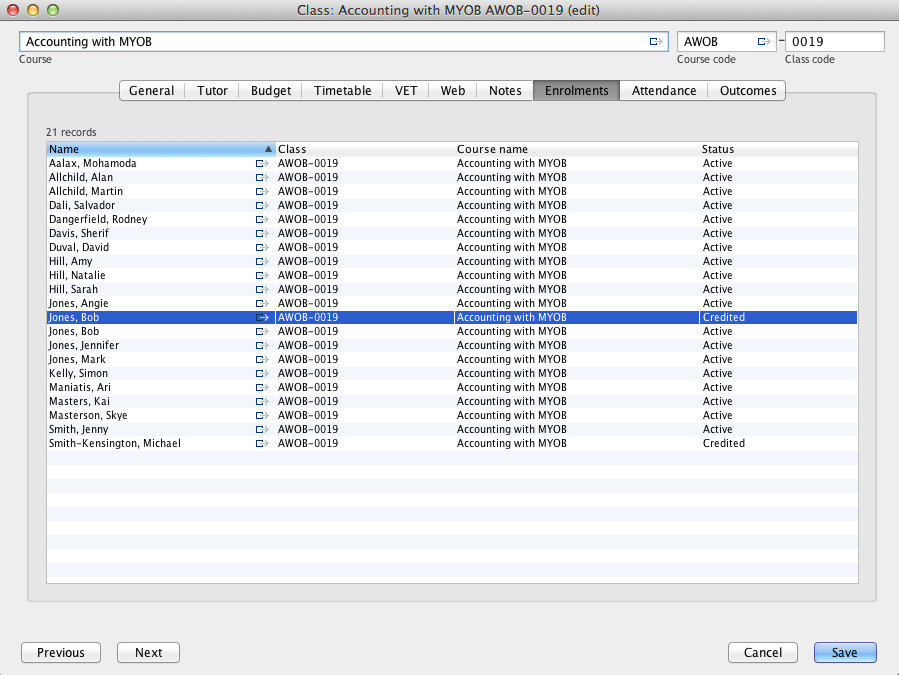 Class: Accounting with MYOB AWOB-0019 (edit)
Accounting with MYOB AWOB - 0019
Course Course code Class code
General Tutor Budget Timetable VET Web Notes Enrolments Attendance Outcomes
21 records
Name Class Course name Status
Aalax, Mohamoda AWOB-0019 Accounting with MYOB Active
Allchild, Alan AWOB-0019 Accounting with MYOB Active
Allchild, Martin AWOB-0019 Accounting with MYOB Active
Dali, Salvador AWOB-0019 Accounting with MYOB Active
Dangerfield, Rodney AWOB-0019 Accounting with MYOB Active
Davis, Sherif AWOB-0019 Accounting with MYOB Active
Duval, David AWOB-0019 Accounting with MYOB Active
Hill, Amy AWOB-0019 Accounting with MYOB Active
Hill, Natalie AWOB-0019 Accounting with MYOB Active
Hill, Sarah AWOB-0019 Accounting with MYOB Active
Jones, Angie AWOB-0019 Accounting with MYOB Active
Jones, Bob AWOB-0019 Accounting with MYOB Credited
Jones, Bob AWOB-0019 Accounting with MYOB Active
Jones, Jennifer AWOB-0019 Accounting with MYOB Active
Jones, Mark AWOB-0019 Accounting with MYOB Active
Kelly, Simon AWOB-0019 Accounting with MYOB Active
Maniatis, Ari AWOB-0019 Accounting with MYOB Active
Masters, Kai AWOB-0019 Accounting with MYOB Active
Masterson, Skye AWOB-0019 Accounting with MYOB Active
Smith, Jenny AWOB-0019 Accounting with MYOB Active
Smith-Kensington, Michael AWOB-0019 Accounting with MYOB Credited
Previous Next Cancel Save